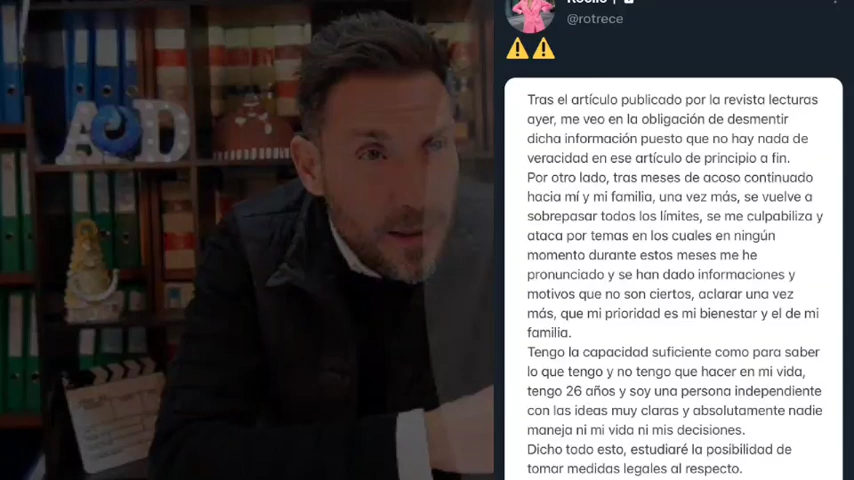 A D
@rotrece
Tras el artículo publicado por la revista lecturas
ayer, me veo en la obligación de desmentir
dicha información puesto que no hay nada de
veracidad en ese artículo de principio a fin.
Por otro lado, tras meses de acoso continuado
hacia mí y mi familia, una vez más, se vuelve a
sobrepasar todos los límites, se me culpabiliza y
ataca por temas en los cuales en ningún
momento durante estos meses me he
pronunciado y se han dado informaciones y
motivos que no son ciertos, aclarar una vez
más, que mi prioridad es mi bienestar y el de mi
familia.
Tengo la capacidad suficiente como para saber
lo que tengo y no tengo que hacer en mi vida,
tengo 26 años y soy una persona independiente
con las ideas muy claras y absolutamente nadie
maneja ni mi vida ni mis decisiones.
Dicho todo esto, estudiaré la posibilidad de
tomar medidas legales al respecto.